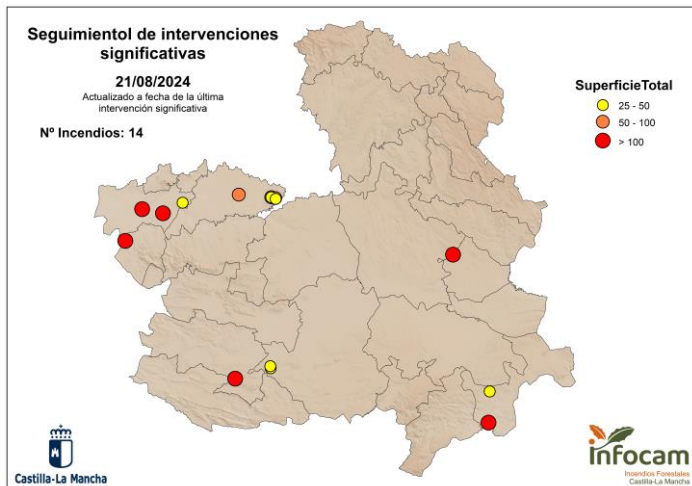 Seguimientol de intervenciones
significativas
21/08/2024
Actualizado a fecha de la última
intervención significativa
Nº Incendios: 14
SuperficieTotal
25 - 50
50 - 100
> 100
Castilla-La Mancha
infocam
Incendios Forestales
Castilla-La Mancha